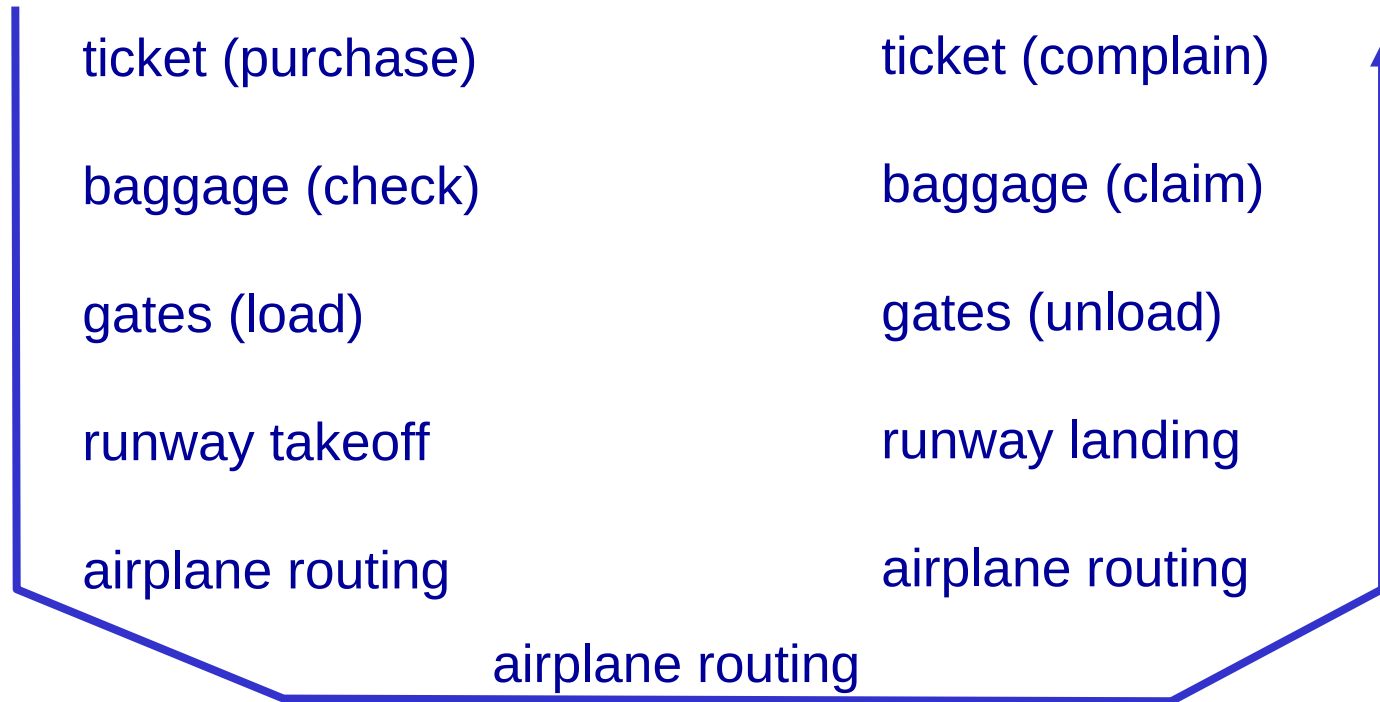 ticket (purchase)
baggage (check)
gates (load)
runway takeoff
airplane routing
airplane routing
ticket (complain)
baggage (claim)
gates (unload)
runway landing
airplane routing